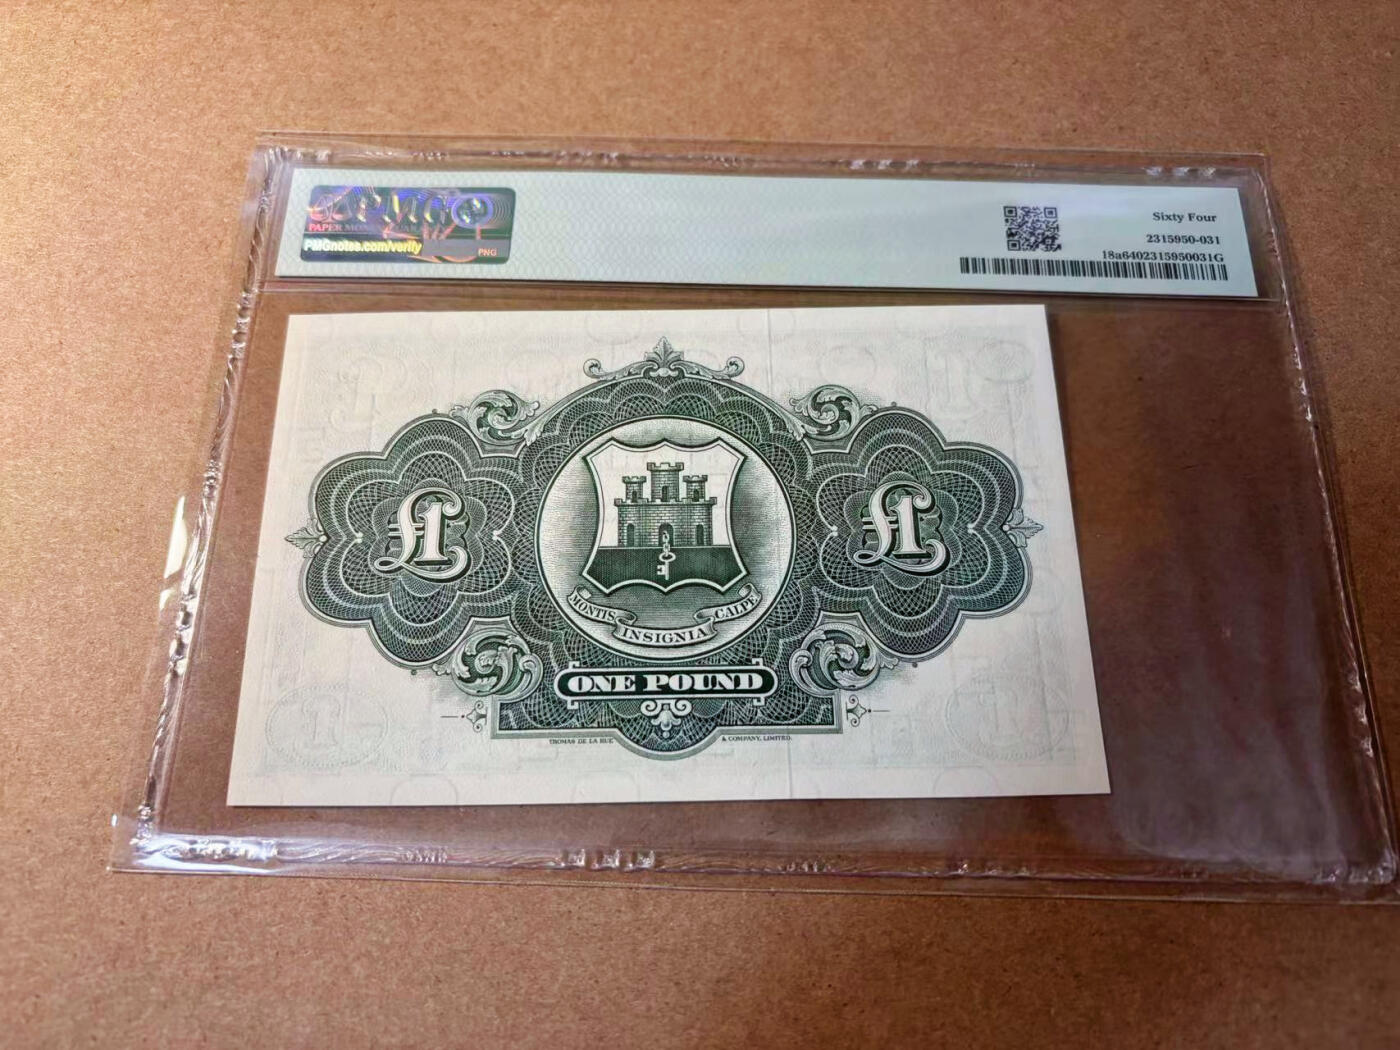 PMG
PAPER MONEY GUARANTY
PMGnotes.com/verify
PNG
Sixty Four
2315950-031
18a6402315950031G
£1
£1
MONTIS INSIGNIA CALPE
ONE POUND
THOMAS DE LA RUE & COMPANY, LIMITED.